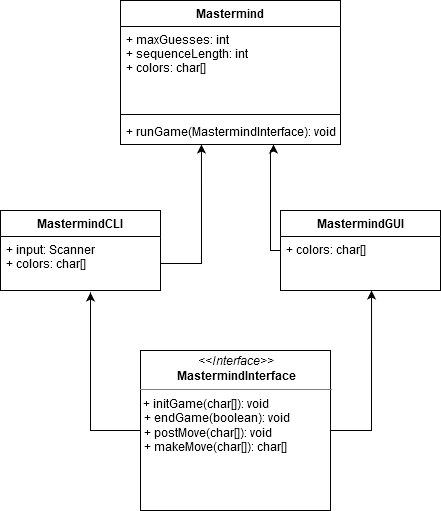 Mastermind
+ maxGuesses: int
+ sequenceLength: int
+ colors: char[]
+ runGame(MastermindInterface): void
MastermindCLI
+ input: Scanner
+ colors: char[]
MastermindGUI
+ colors: char[]
<<Interface>>
MastermindInterface
+ initGame(char[]): void
+ endGame(boolean): void
+ postMove(char[]): void
+ makeMove(char[]): char[]